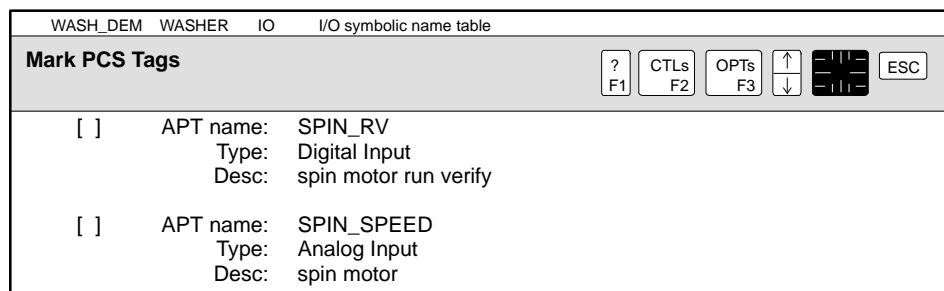 WASH_DEM WASHER IO I/O symbolic name table
Mark PCS Tags ? F1 CTLs F2 OPTs F3 ↑ ↓ ESC
[ ] APT name: SPIN_RV
Type: Digital Input
Desc: spin motor run verify
[ ] APT name: SPIN_SPEED
Type: Analog Input
Desc: spin motor